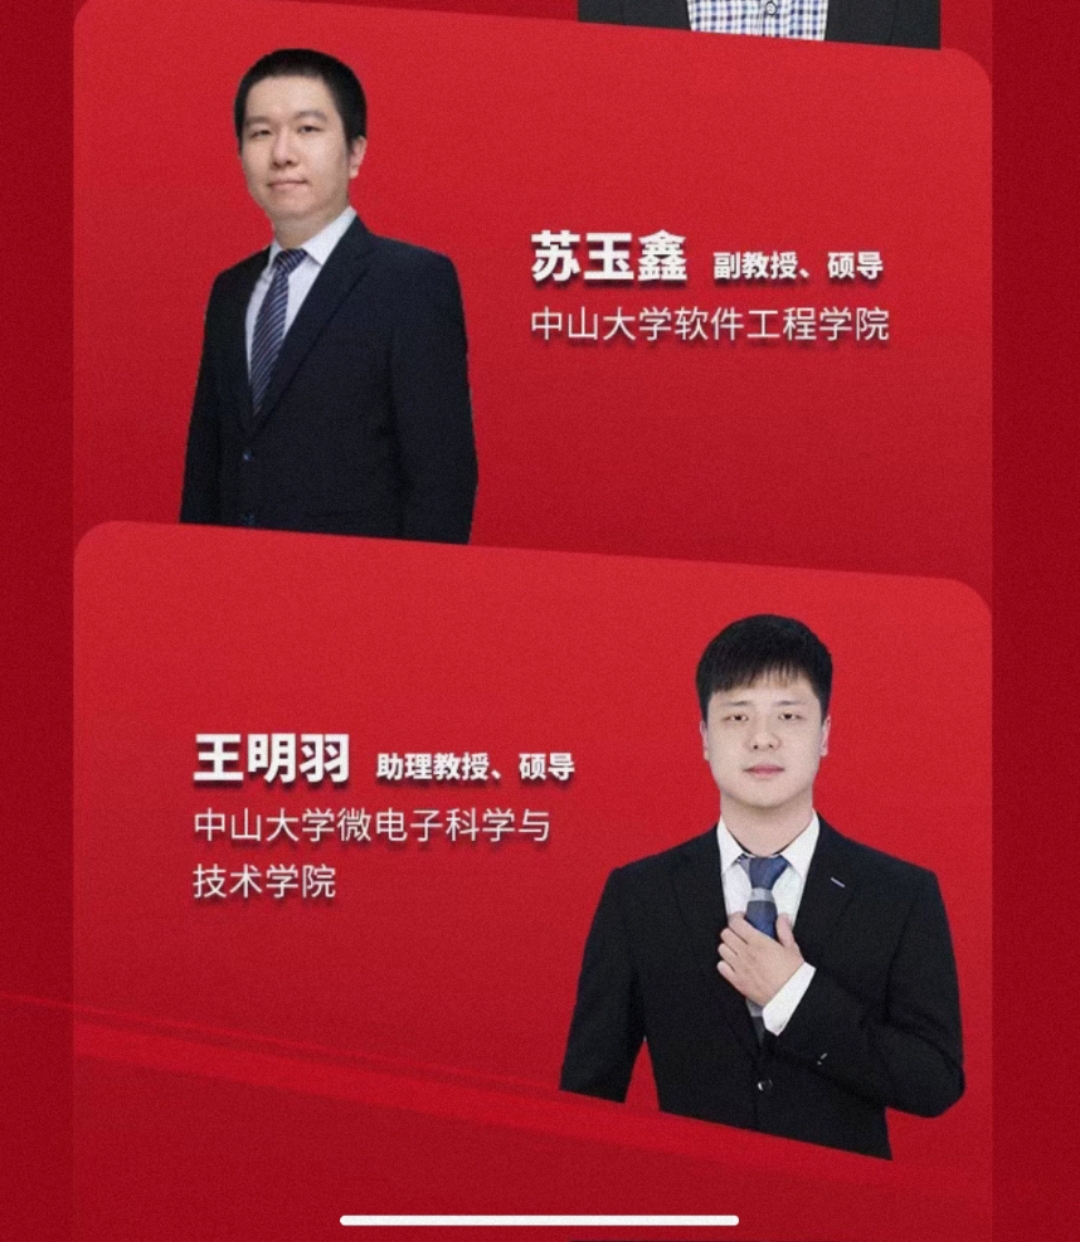 苏玉鑫 副教授、硕导
中山大学软件工程学院
王明羽 助理教授、硕导
中山大学微电子科学与
技术学院